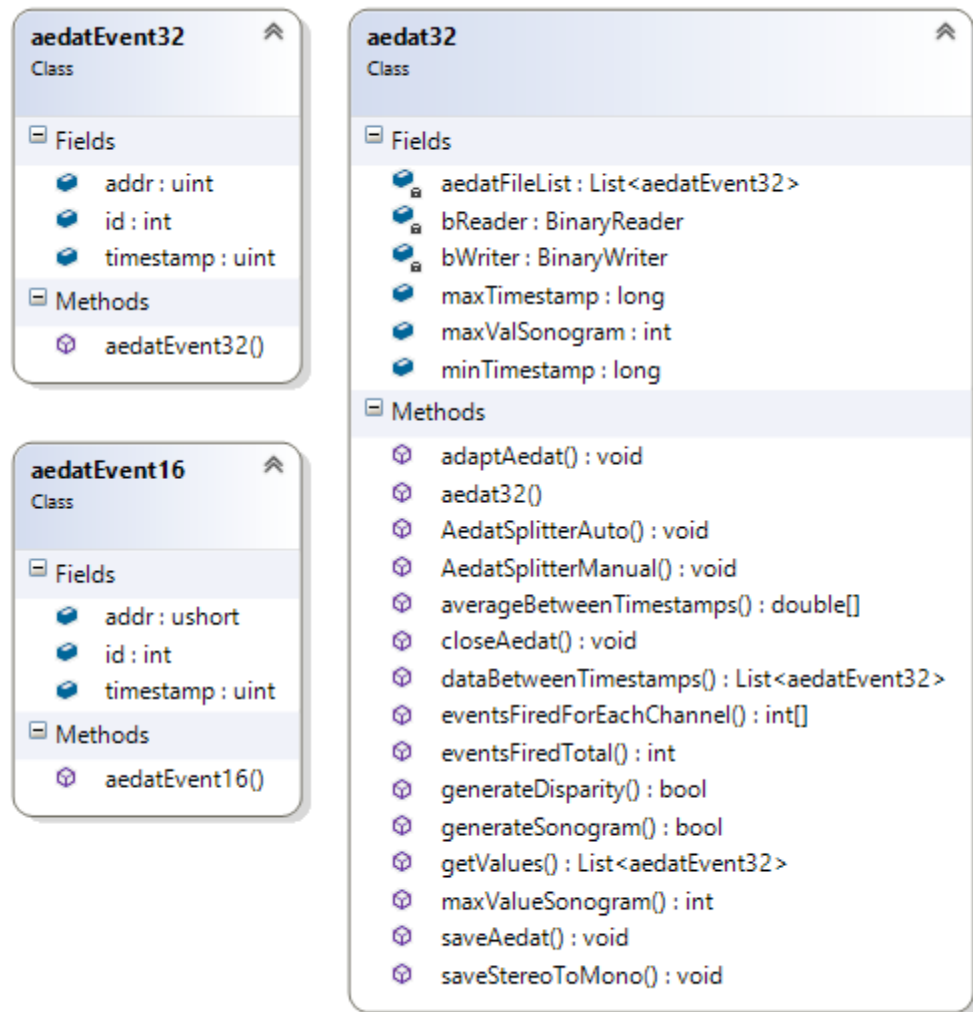 aedatEvent32
Class
Fields
addr : uint
id : int
timestamp : uint
Methods
aedatEvent32()
aedatEvent16
Class
Fields
addr : ushort
id : int
timestamp : uint
Methods
aedatEvent16()
aedat32
Class
Fields
aedatFileList : List<aedatEvent32>
bReader : BinaryReader
bWriter : BinaryWriter
maxTimestamp : long
maxValSonogram : int
minTimestamp : long
Methods
adaptAedat() : void
aedat32()
AedatSplitterAuto() : void
AedatSplitterManual() : void
averageBetweenTimestamps() : double[]
closeAedat() : void
dataBetweenTimestamps() : List<aedatEvent32>
eventsFiredForEachChannel() : int[]
eventsFiredTotal() : int
generateDisparity() : bool
generateSonogram() : bool
getValues() : List<aedatEvent32>
maxValueSonogram() : int
saveAedat() : void
saveStereoToMono() : void